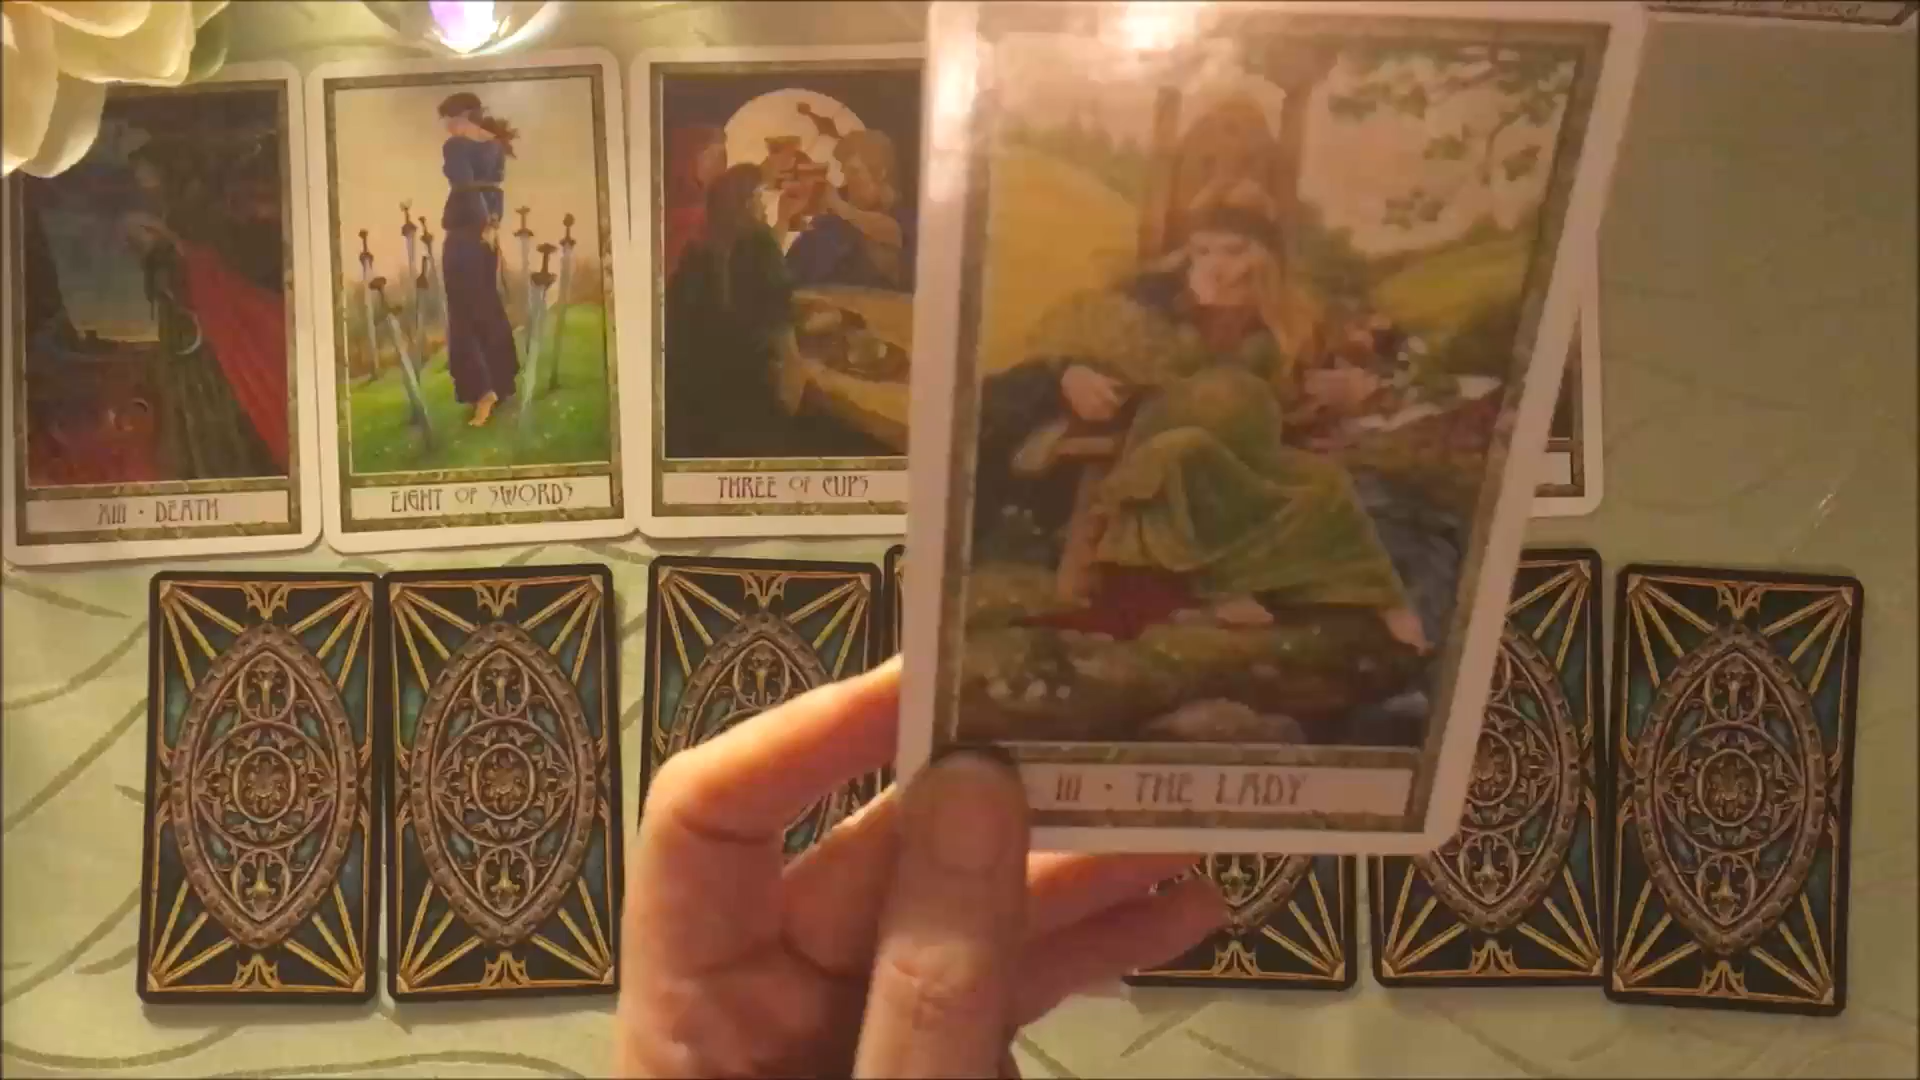 XIII · DEATH
EIGHT OF SWORDS
THREE OF CUPS
III · THE LADY